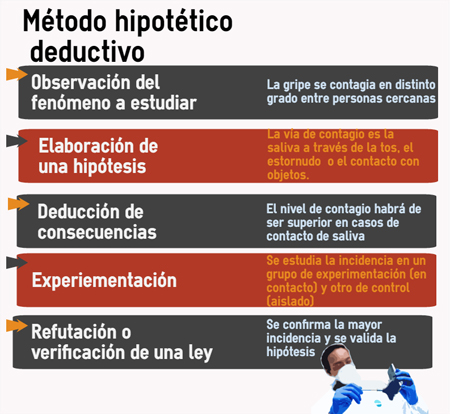 Método hipotético
deductivo
Observación del
fenómeno a estudiar
La gripe se contagia en distinto
grado entre personas cercanas
Elaboración de
una hipótesis
La vía de contagio es la
saliva a través de la tos, el
estornudo o el contacto con
objetos.
Deducción de
consecuencias
El nivel de contagio habrá de
ser superior en casos de
contacto de saliva
Experiementación
Se estudia la incidencia en un
grupo de experimentación (en
contacto) y otro de control
(aislado)
Refutación o
verificación de una ley
Se confirma la mayor
incidencia y se valida la
hipótesis